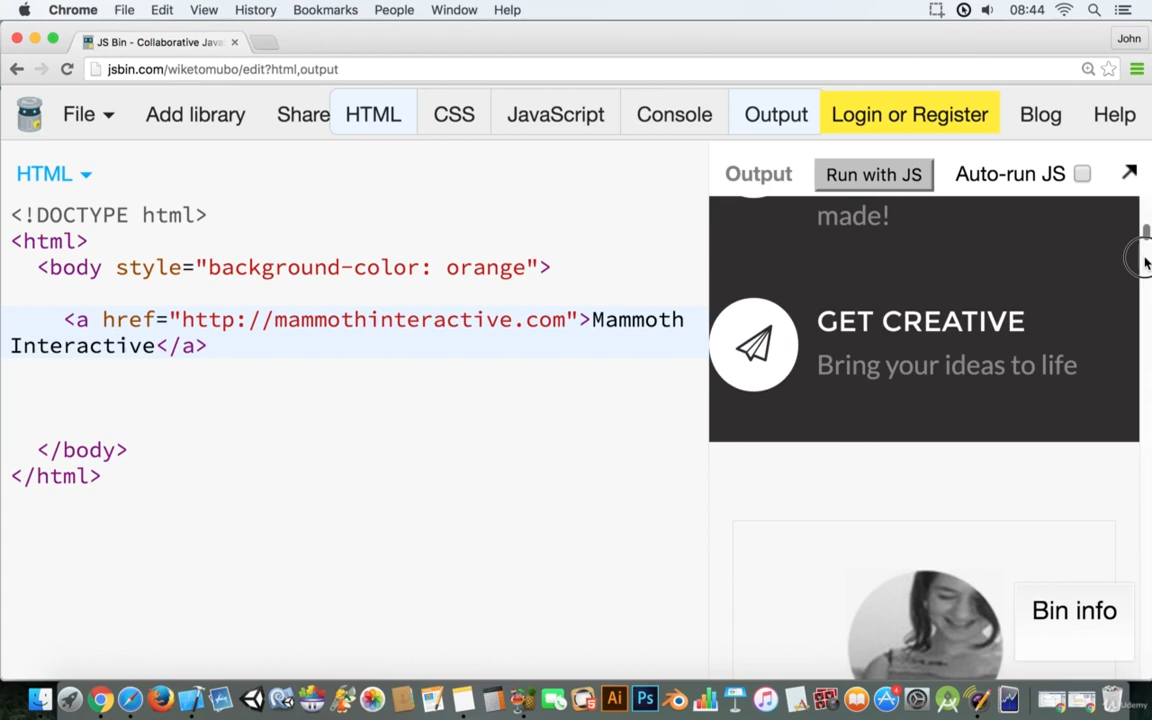 Chrome File Edit View History Bookmarks People Window Help 08:44
JS Bin - Collaborative Java John
jsbin.com/wiketomubo/edit?html,output
File Add library Share HTML CSS JavaScript Console Output Login or Register Blog Help
HTML Output Run with JS Auto-run JS
<!DOCTYPE html>
<html>
<body style="background-color: orange">
<a href="http://mammothinteractive.com">Mammoth
Interactive</a>
</body>
</html>
made!
GET CREATIVE
Bring your ideas to life
Bin info
Ai Ps
Udemy